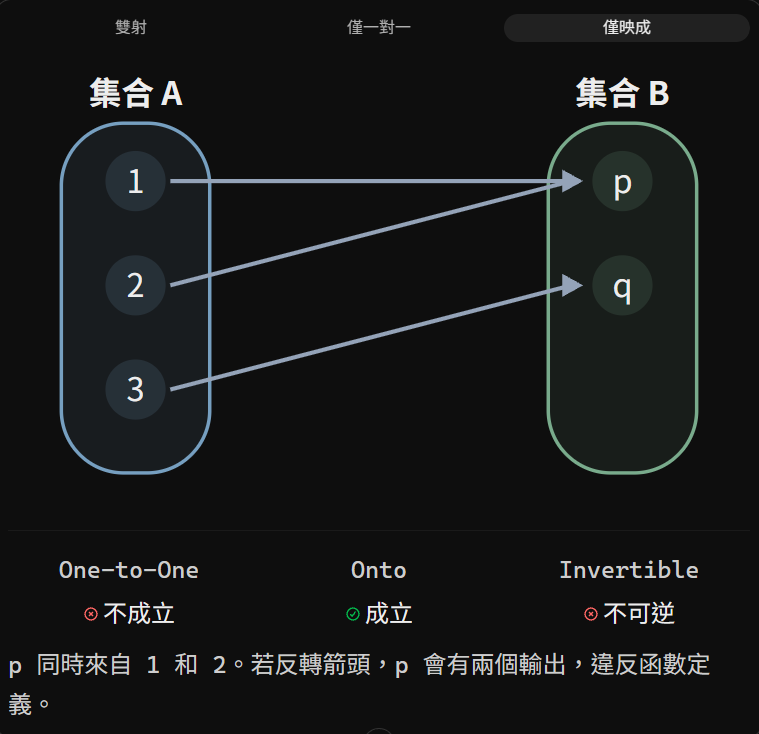 雙射 僅一對一 僅映成
集合 A 集合 B
1 p
2 q
3
One-to-One Onto Invertible
不成立 成立 不可逆
p 同時來自 1 和 2。若反轉箭頭，p 會有兩個輸出，違反函數定
義。